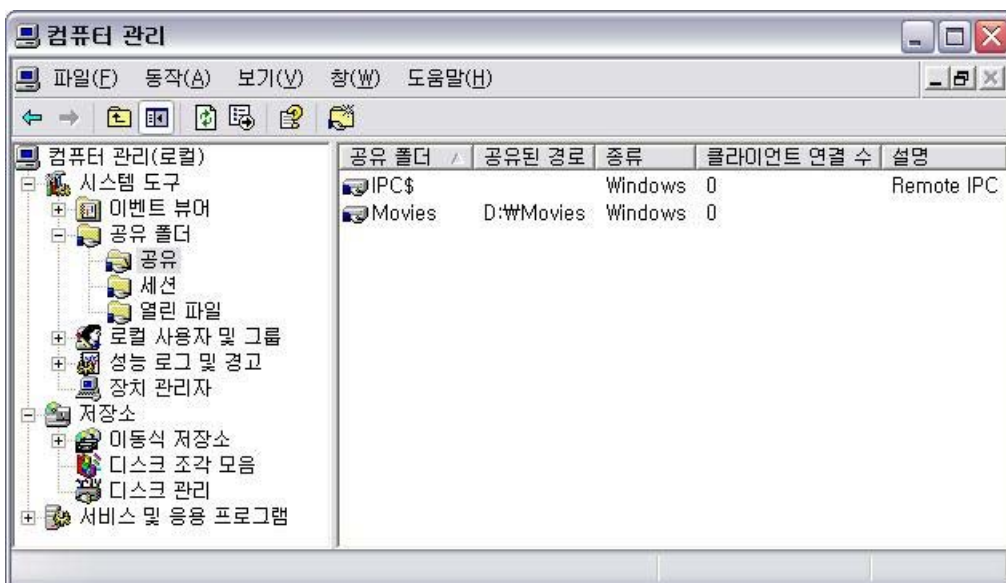 컴퓨터 관리
파일(F) 동작(A) 보기(V) 창(W) 도움말(H)
컴퓨터 관리(로컬)
시스템 도구
이벤트 뷰어
공유 폴더
공유
세션
열린 파일
로컬 사용자 및 그룹
성능 로그 및 경고
장치 관리자
저장소
이동식 저장소
디스크 조각 모음
디스크 관리
서비스 및 응용 프로그램
공유 폴더 공유된 경로 종류 클라이언트 연결 수 설명
IPC$ Windows 0 Remote IPC
Movies D:₩Movies Windows 0